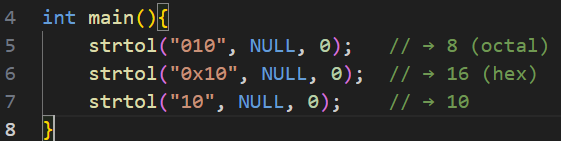 4 int main(){
5     strtol("010", NULL, 0);   // → 8 (octal)
6     strtol("0x10", NULL, 0);  // → 16 (hex)
7     strtol("10", NULL, 0);    // → 10
8 }